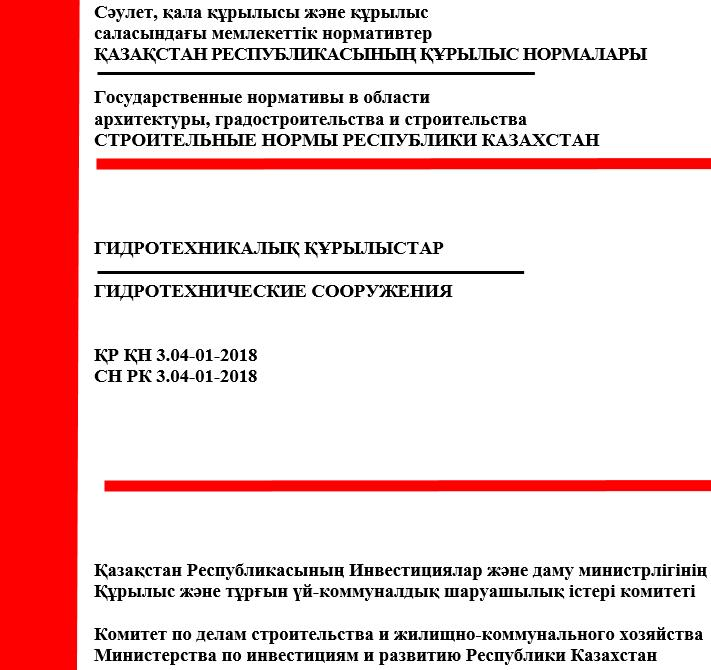 Сәулет, қала құрылысы және құрылыс
саласындағы мемлекеттік нормативтер
ҚАЗАҚСТАН РЕСПУБЛИКАСЫНЫҢ ҚҰРЫЛЫС НОРМАЛАРЫ
Государственные нормативы в области
архитектуры, градостроительства и строительства
СТРОИТЕЛЬНЫЕ НОРМЫ РЕСПУБЛИКИ КАЗАХСТАН
ГИДРОТЕХНИКАЛЫҚ ҚҰРЫЛЫСТАР
ГИДРОТЕХНИЧЕСКИЕ СООРУЖЕНИЯ
ҚР ҚН 3.04-01-2018
СН РК 3.04-01-2018
Қазақстан Республикасының Инвестициялар және даму министрлігінің
Құрылыс және тұрғын үй-коммуналдық шаруашылық істері комитеті
Комитет по делам строительства и жилищно-коммунального хозяйства
Министерства по инвестициям и развитию Республики Казахстан